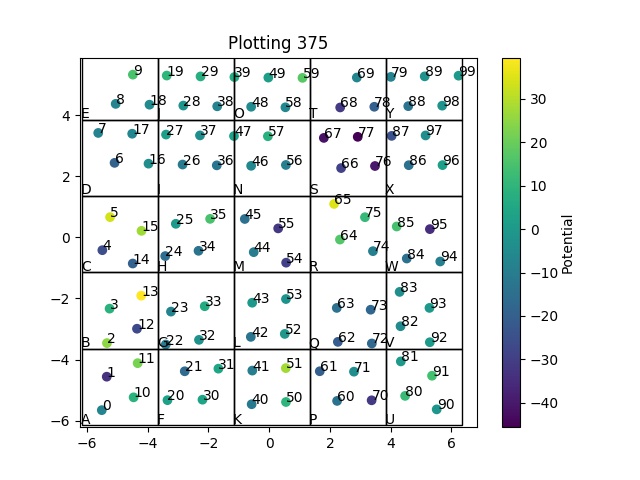 Plotting 375
9 19 29 39 49 59 69 79 89 99
8 18 28 38 48 58 68 78 88 98
E J O T Y
7 17 27 37 47 57 67 77 87 97
6 16 26 36 46 56 66 76 86 96
D I N S X
5 15 25 35 45 55 65 75 85 95
4 14 24 34 44 54 64 74 84 94
C H M R W
3 13 23 33 43 53 63 73 83 93
2 12 22 32 42 52 62 72 82 92
B G L Q V
1 11 21 31 41 51 61 71 81 91
0 10 20 30 40 50 60 70 80 90
A F K P U
4
2
0
−2
−4
−6
−6 −4 −2 0 2 4 6
30
20
10
0
−10
−20
−30
−40
Potential